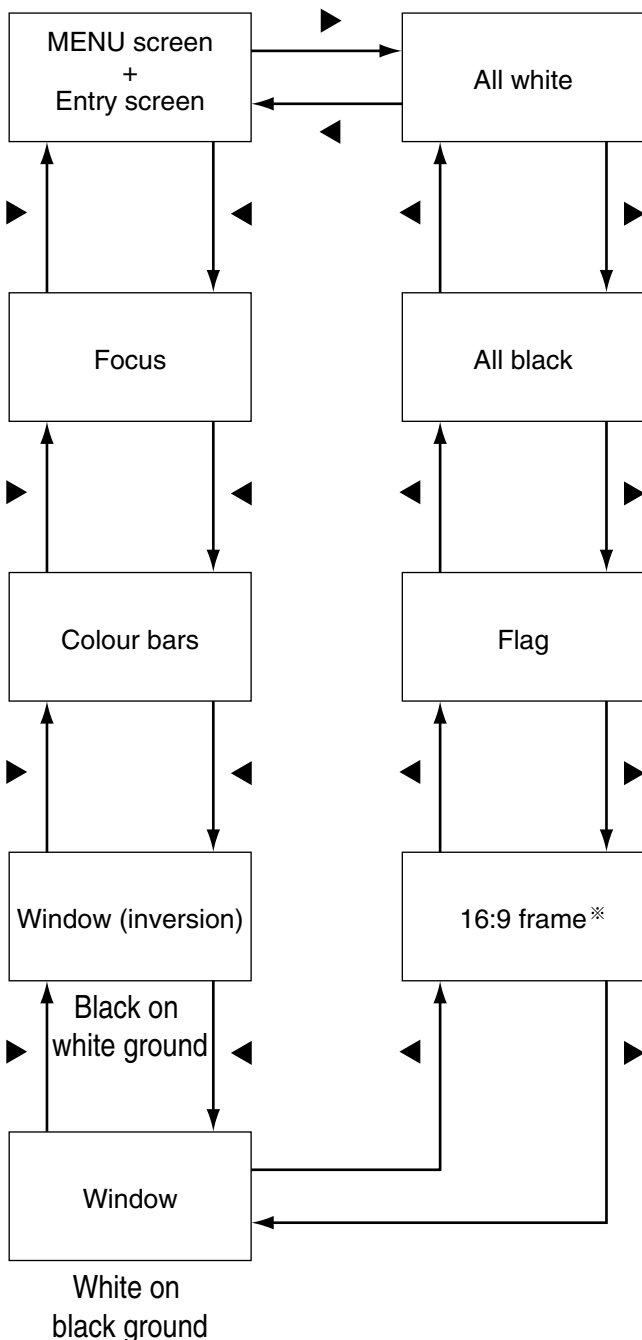 MENU screen
+
Entry screen
All white
Focus
All black
Colour bars
Flag
Window (inversion)
16:9 frame※
Black on
white ground
Window
White on
black ground